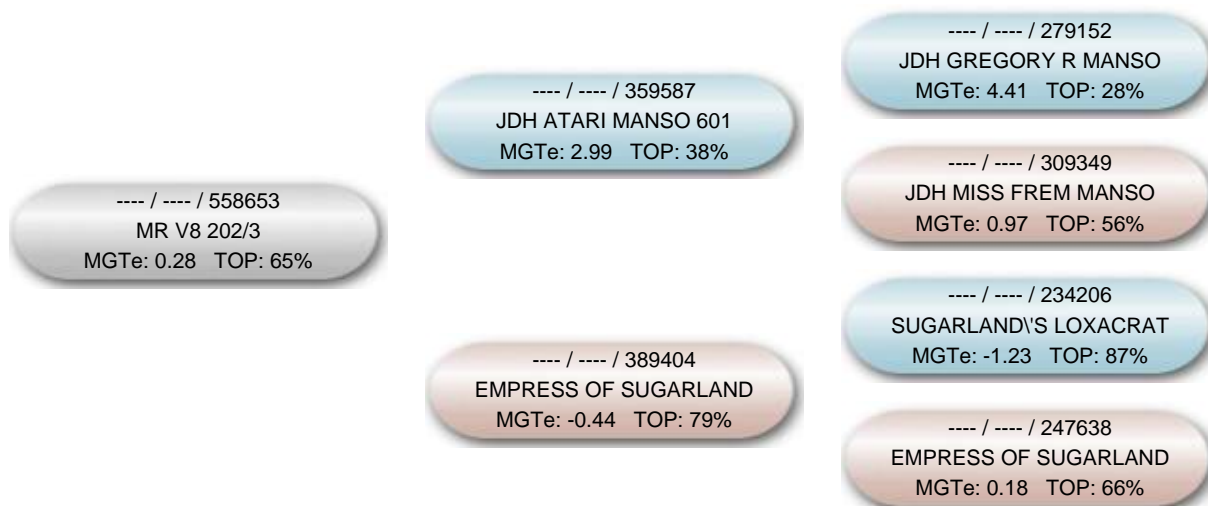 ---- / ---- / 279152
JDH GREGORY R MANSO
MGTe: 4.41 TOP: 28%
---- / ---- / 359587
JDH ATARI MANSO 601
MGTe: 2.99 TOP: 38%
---- / ---- / 309349
JDH MISS FREM MANSO
MGTe: 0.97 TOP: 56%
---- / ---- / 558653
MR V8 202/3
MGTe: 0.28 TOP: 65%
---- / ---- / 234206
SUGARLAND\'S LOXACRAT
MGTe: -1.23 TOP: 87%
---- / ---- / 389404
EMPRESS OF SUGARLAND
MGTe: -0.44 TOP: 79%
---- / ---- / 247638
EMPRESS OF SUGARLAND
MGTe: 0.18 TOP: 66%